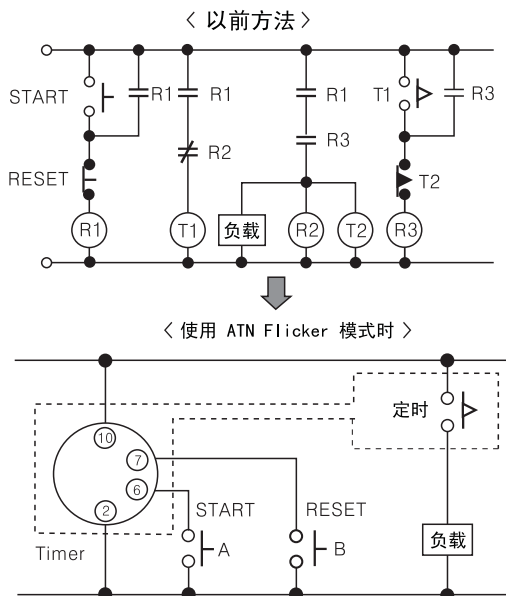 〈 以前方法 〉
START
R1
R1
R1
T1
R3
R2
R3
RESET
T2
R1
T1
负载
R2
T2
R3
〈 使用 ATN Flicker 模式时 〉
定时
10
7
6
2
START
RESET
A
B
负载
Timer